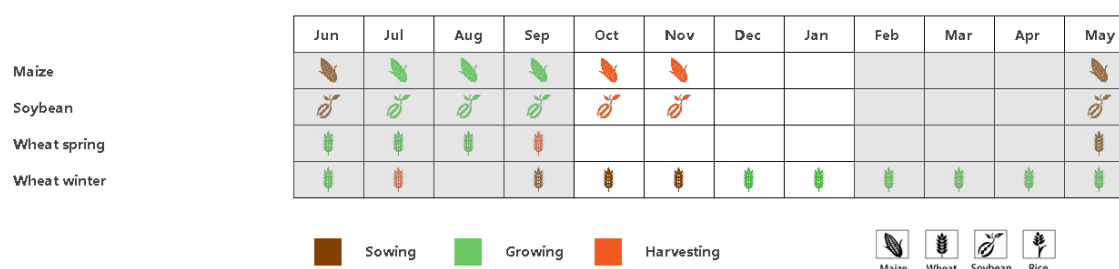 Jun Jul Aug Sep Oct Nov Dec Jan Feb Mar Apr May
Maize
Soybean
Wheat spring
Wheat winter
Sowing Growing Harvesting
Maize Wheat Soybean Rice